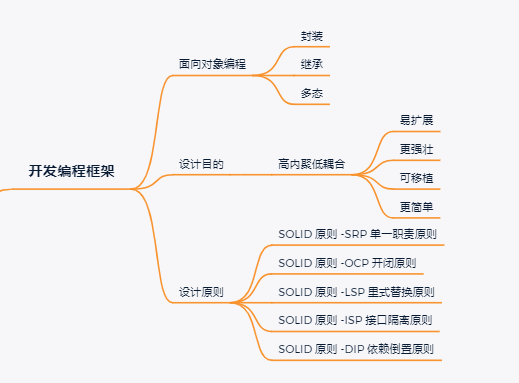 开发编程框架
面向对象编程
封装
继承
多态
设计目的
高内聚低耦合
易扩展
更强壮
可移植
更简单
设计原则
SOLID 原则 -SRP 单一职责原则
SOLID 原则 -OCP 开闭原则
SOLID 原则 -LSP 里式替换原则
SOLID 原则 -ISP 接口隔离原则
SOLID 原则 -DIP 依赖倒置原则